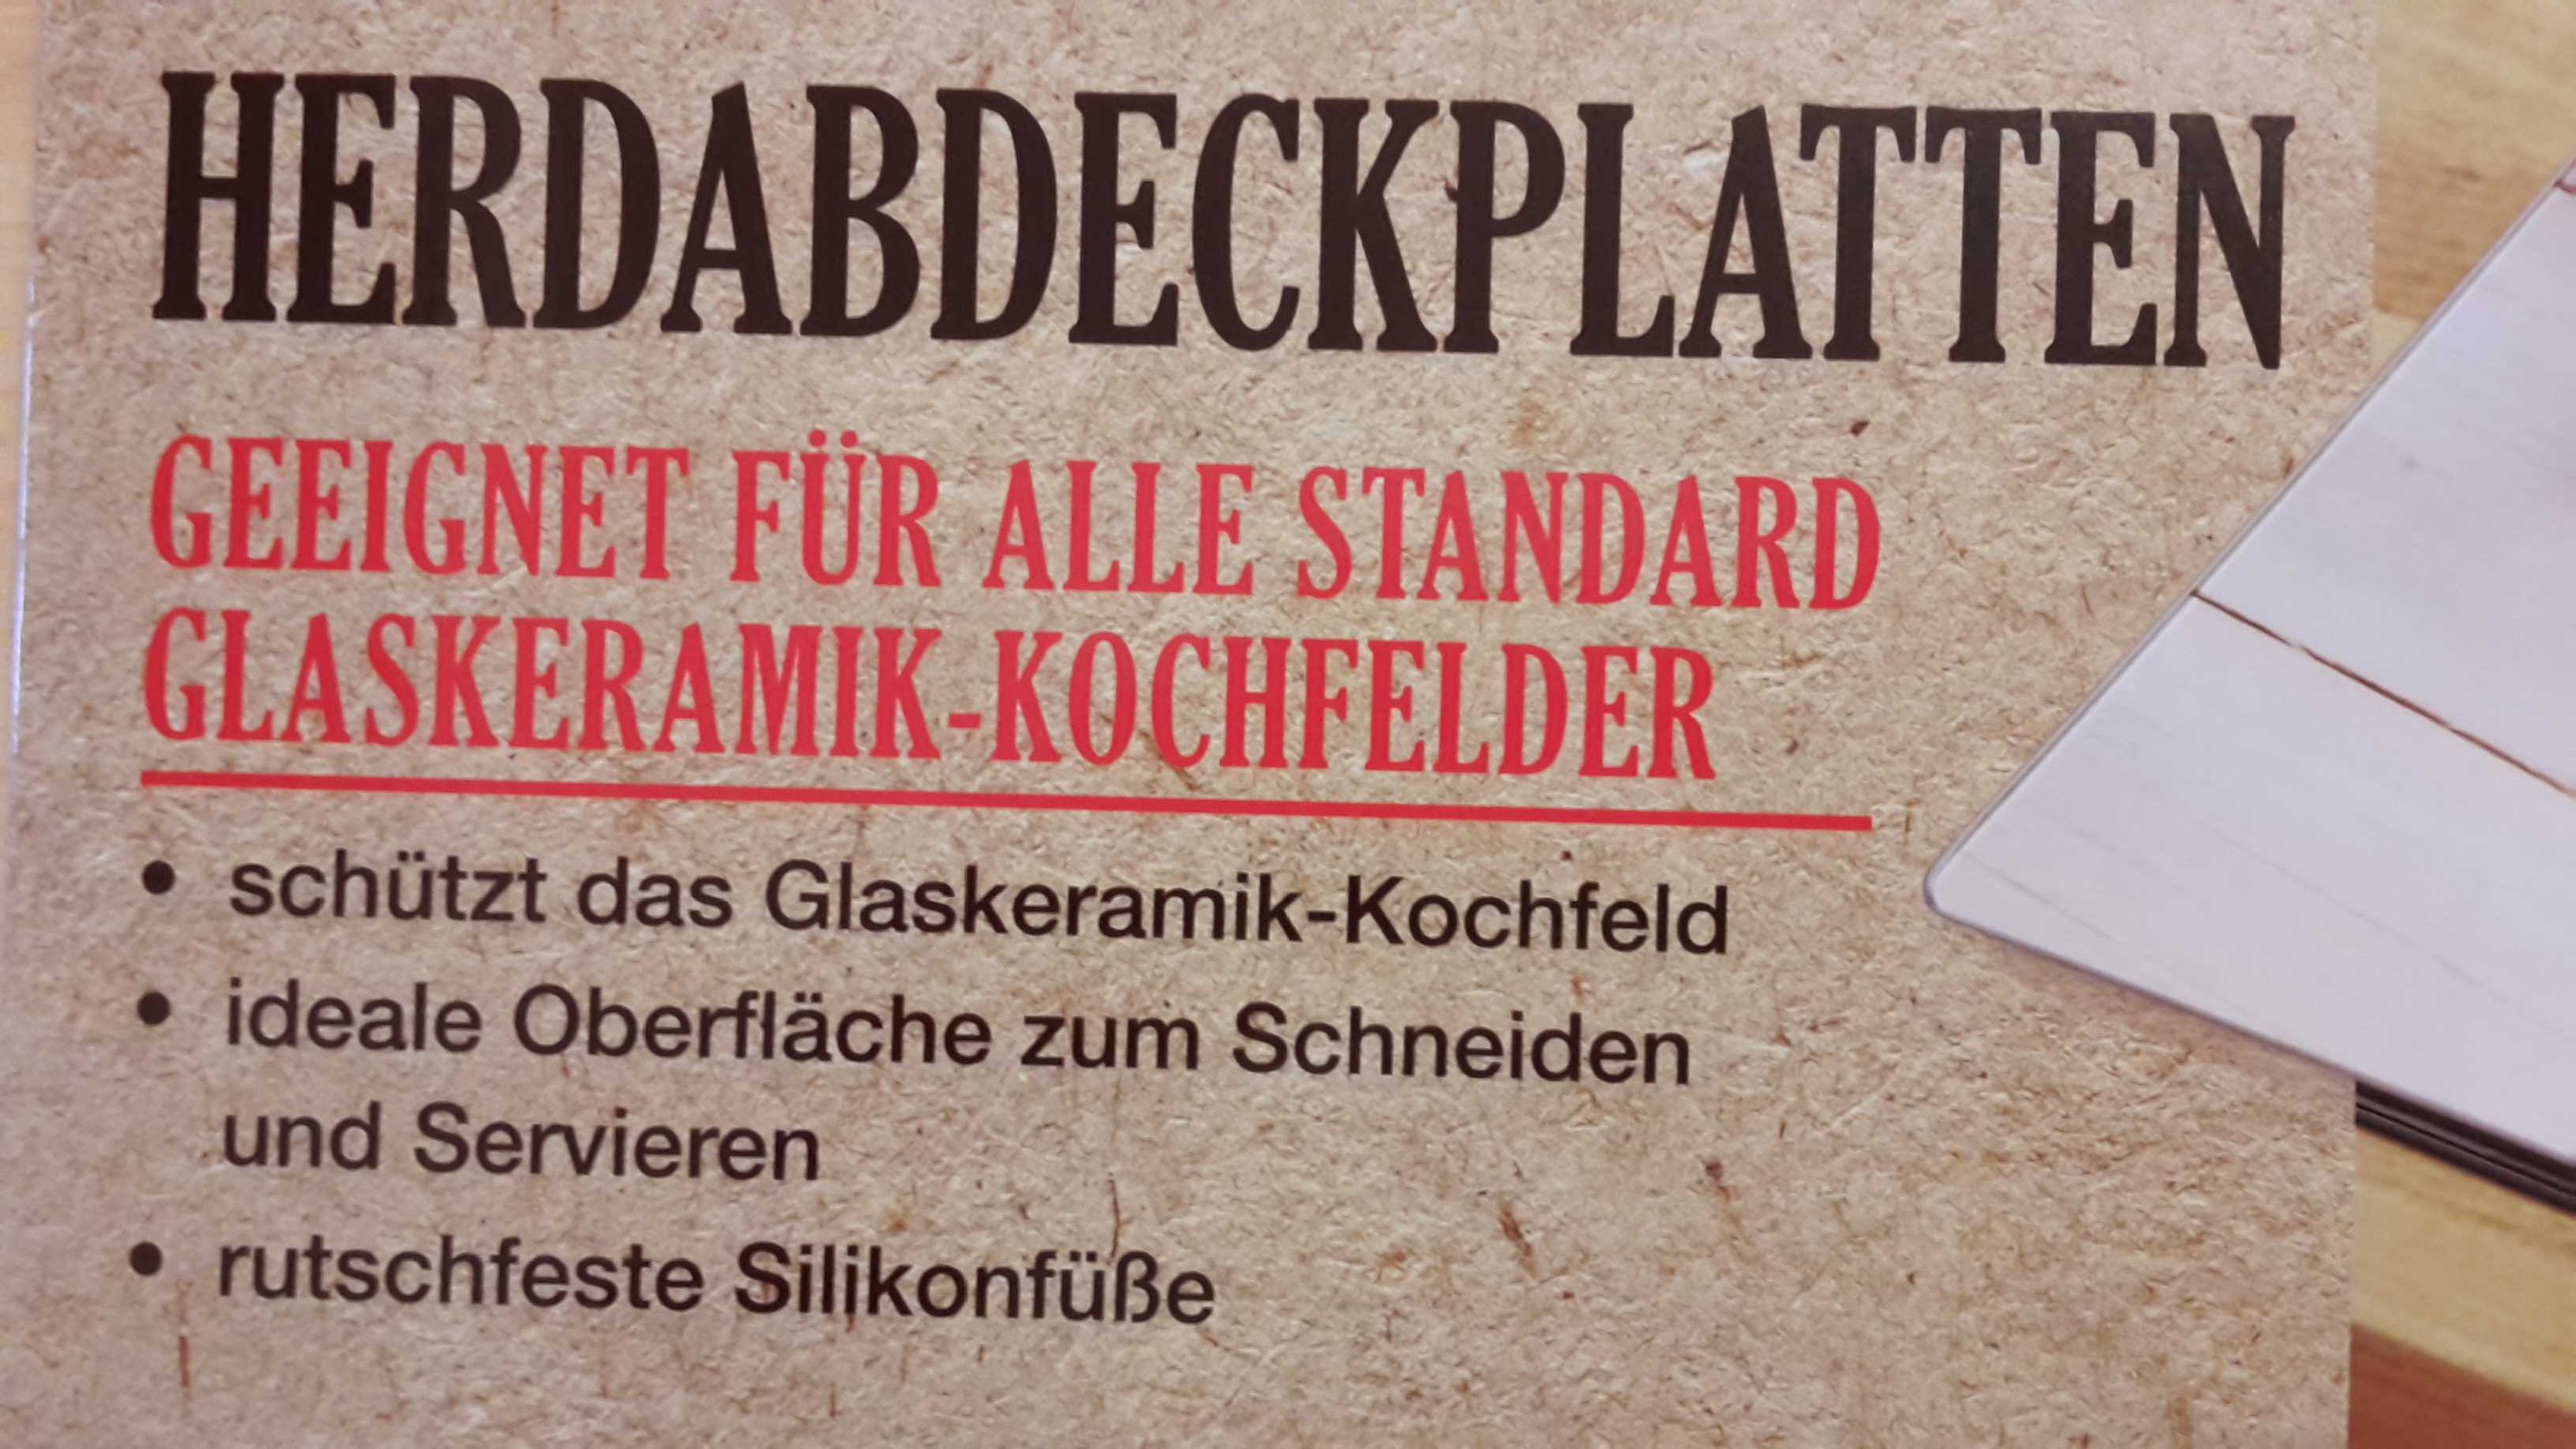 HERDABDECKPLATTEN
GEEIGNET FÜR ALLE STANDARD
GLASKERAMIK-KOCHFELDER
• schützt das Glaskeramik-Kochfeld
• ideale Oberfläche zum Schneiden
und Servieren
• rutschfeste Silikonfüße